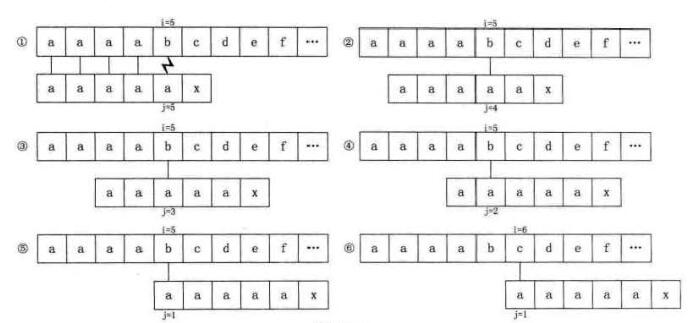 i=5
① a a a a b c d e f ···
a a a a a x
j=5
i=5
② a a a a b c d e f ···
a a a a a x
j=4
i=5
③ a a a a b c d e f ···
a a a a a x
j=3
i=5
④ a a a a b c d e f ···
a a a a a x
j=2
i=5
⑤ a a a a b c d e f ···
a a a a a x
j=1
i=6
⑥ a a a a b c d e f ···
a a a a a x
j=1